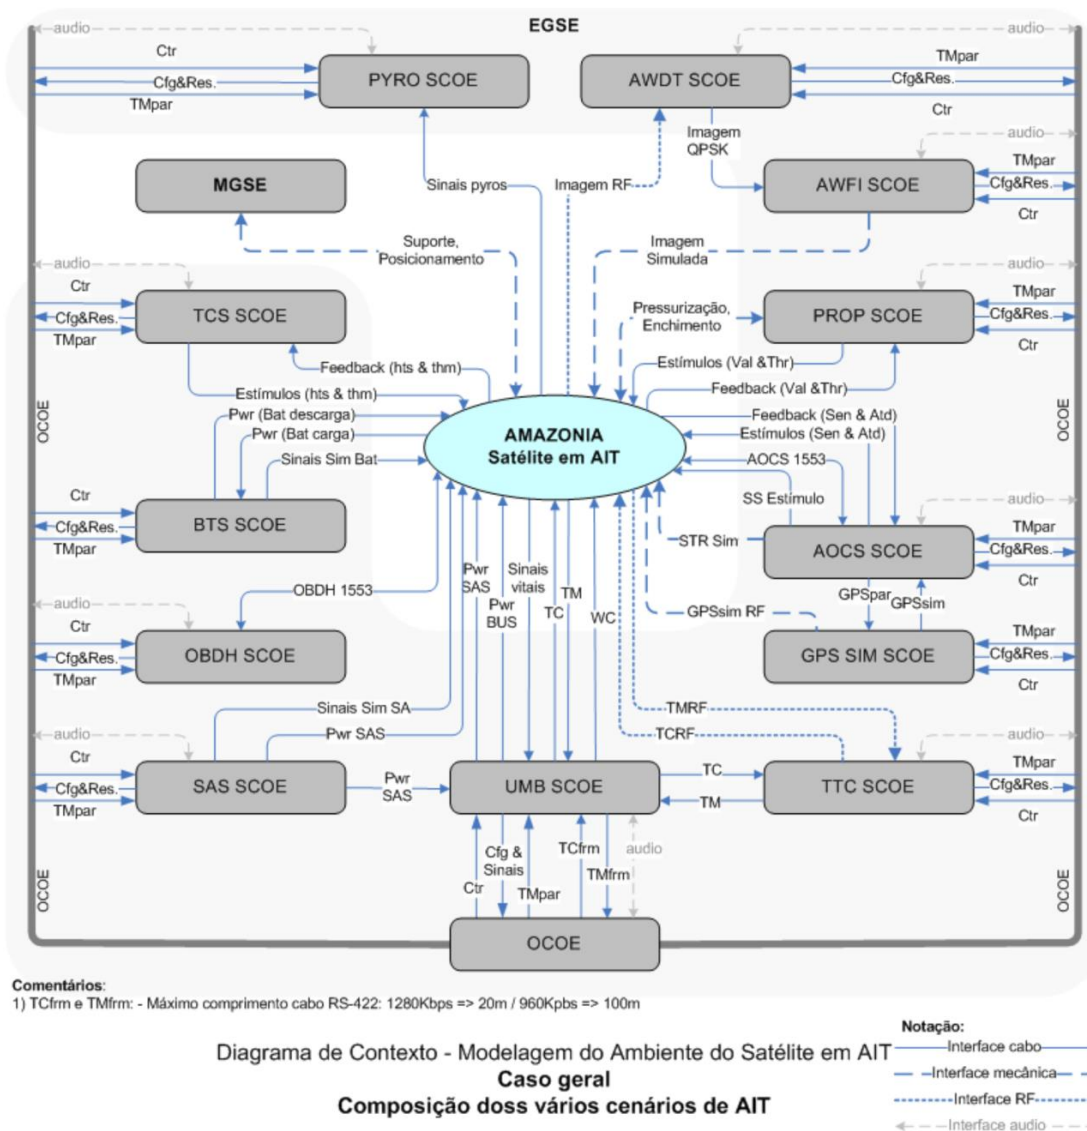 EGSE
audio
audio
Ctr
Cfg&Res.
TMpar
PYRO SCOE
AWDT SCOE
TMpar
Cfg&Res.
Ctr
Imagem
QPSK
audio
MGSE
Sinais pyros
Imagem RF
AWFI SCOE
TMpar
Cfg&Res.
Ctr
Suporte,
Posicionamento
Imagem
Simulada
audio
audio
Ctr
Cfg&Res.
TMpar
TCS SCOE
Pressurização,
Enchimento
PROP SCOE
TMpar
Cfg&Res.
Ctr
Feedback (hts & thm)
Estímulos (Val &Thr)
Estímulos (hts & thm)
Feedback (Val &Thr)
OCOE
OCOE
Pwr (Bat descarga)
Feedback (Sen & Atd)
Pwr (Bat carga)
Estímulos (Sen & Atd)
AMAZONIA
Satélite em AIT
Sinais Sim Bat
AOCS 1553
SS Estímulo
Ctr
Cfg&Res.
TMpar
BTS SCOE
audio
STR Sim
AOCS SCOE
TMpar
Cfg&Res.
Ctr
OBDH 1553
Pwr
SAS
Pwr
BUS
Sinais
vitais
TC
TM
WC
GPSpar
GPSsim
GPSsim RF
audio
Ctr
Cfg&Res.
TMpar
OBDH SCOE
GPS SIM SCOE
TMpar
Cfg&Res.
Ctr
Sinais Sim SA
TMRF
Pwr SAS
TCRF
audio
audio
Ctr
Cfg&Res.
TMpar
SAS SCOE
Pwr
SAS
UMB SCOE
TC
TM
TTC SCOE
TMpar
Cfg&Res.
Ctr
Ctr
Cfg &
Sinais
TMpar
TCfrm
TMfrm
audio
OCOE
OCOE
OCOE
Comentários:
1) TCfrm e TMfrm: - Máximo comprimento cabo RS-422: 1280Kbps => 20m / 960Kpbs => 100m
Diagrama de Contexto - Modelagem do Ambiente do Satélite em AIT
Caso geral
Composição doss vários cenários de AIT
Notação:
Interface cabo
Interface mecânica
Interface RF
Interface audio